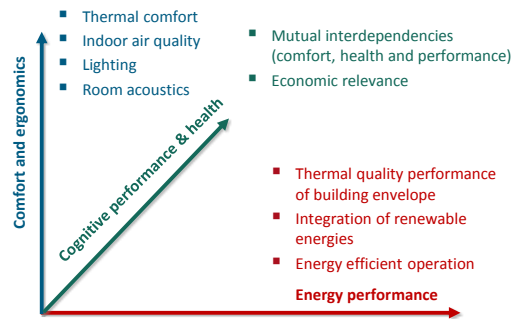 ▪ Thermal comfort
▪ Indoor air quality
▪ Lighting
▪ Room acoustics
▪ Mutual interdependencies
(comfort, health and performance)
▪ Economic relevance
Comfort and ergonomics
Cognitive performance & health
▪ Thermal quality performance
of building envelope
▪ Integration of renewable
energies
▪ Energy efficient operation
Energy performance